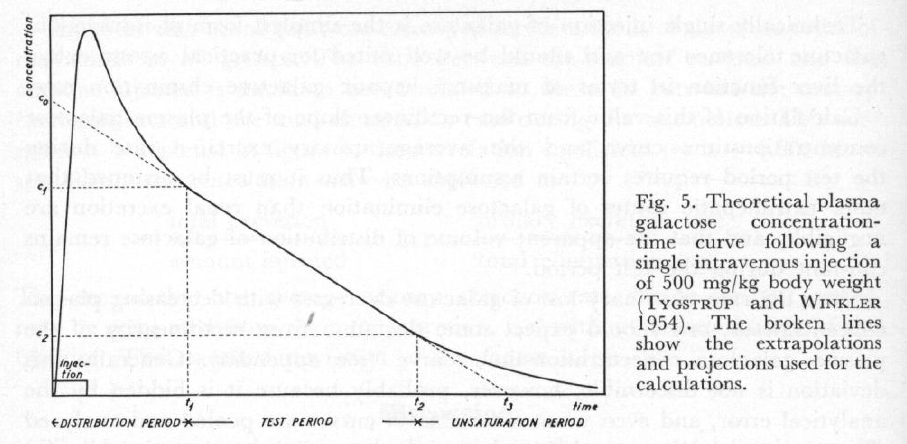 concentration
c₀
c₁
c₂
injec-
tion
t₁
t₂
t₃
time
DISTRIBUTION PERIOD
TEST PERIOD
UNSATURATION PERIOD
Fig. 5. Theoretical plasma
galactose concentration-
time curve following a
single intravenous injection
of 500 mg/kg body weight
(TYGSTRUP and WINKLER
1954). The broken lines
show the extrapolations
and projections used for the
calculations.